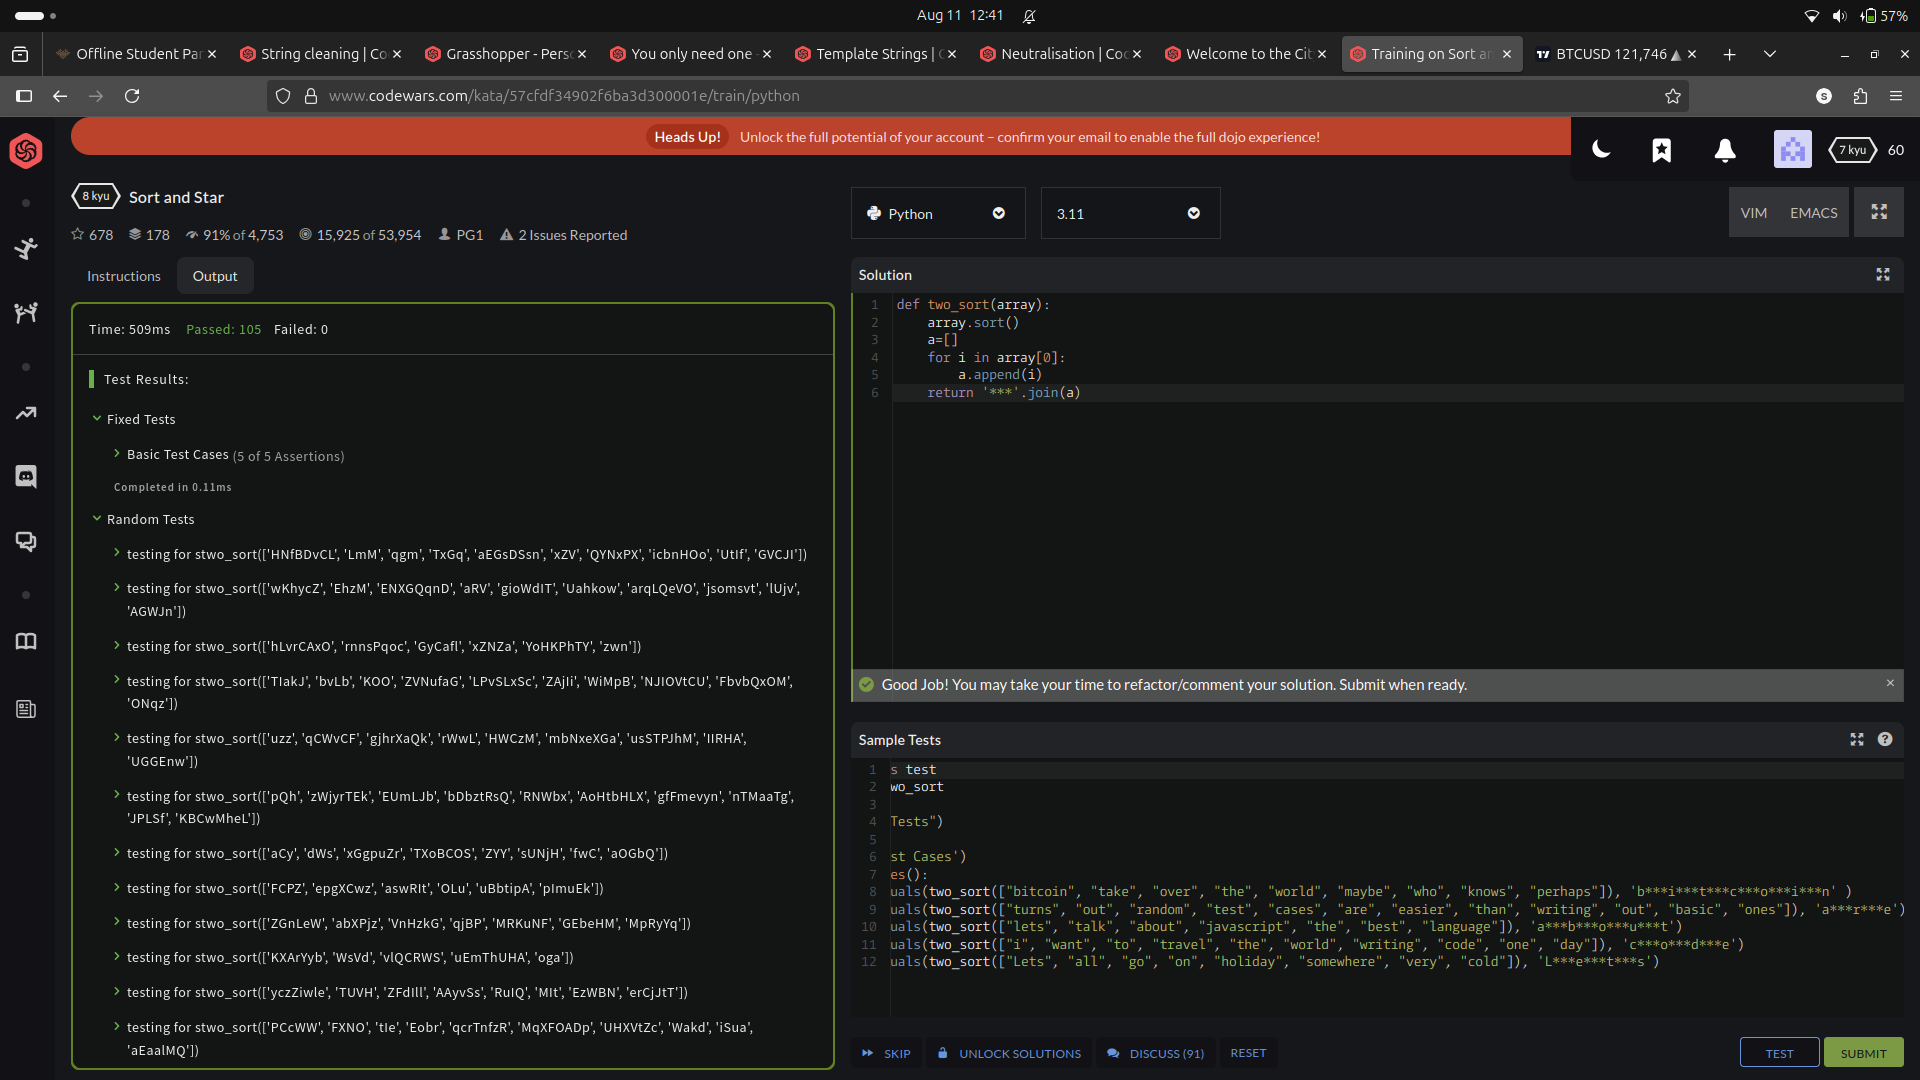 Aug 11 12:41
57%
Offline Student Par
String cleaning | Co
Grasshopper - Perso
You only need one -
Template Strings | C
Neutralisation | Cod
Welcome to the Cit
Training on Sort an
BTCUSD 121,746
www.codewars.com/kata/57cfdf34902f6ba3d300001e/train/python
S
Heads Up! Unlock the full potential of your account – confirm your email to enable the full dojo experience!
7 kyu 60
8 kyu Sort and Star
678 178 91% of 4,753 15,925 of 53,954 PG1 2 Issues Reported
Python
3.11
VIM EMACS
Instructions Output
Time: 509ms Passed: 105 Failed: 0
Test Results:
Fixed Tests
Basic Test Cases (5 of 5 Assertions)
Completed in 0.11ms
Random Tests
testing for stwo_sort(['HNfBDvCL', 'LmM', 'qgm', 'TxGq', 'aEGsDSsn', 'xZV', 'QYNxPX', 'icbnHOo', 'UtIf', 'GVCJI'])
testing for stwo_sort(['wKhycZ', 'EhzM', 'ENXGQqnD', 'aRV', 'gioWdIT', 'Uahkow', 'arqLQeVO', 'jsomsvt', 'lUjv',
'AGWJn'])
testing for stwo_sort(['hLvrCAxO', 'rnnsPqoc', 'GyCafl', 'xZNZa', 'YoHKPhTY', 'zwn'])
testing for stwo_sort(['TIakJ', 'bvLb', 'KOO', 'ZVNufaG', 'LPvSLxSc', 'ZAjIi', 'WiMpB', 'NJIOVtCU', 'FbvbQxOM',
'ONqz'])
testing for stwo_sort(['uzz', 'qCWvCF', 'gjhrXaQk', 'rWwL', 'HWCzM', 'mbNxeXGa', 'usSTPJhM', 'IIRHA',
'UGGEnw'])
testing for stwo_sort(['pQh', 'zWjyrTEk', 'EUmLJb', 'bDbztRsQ', 'RNWbx', 'AoHtbHLX', 'gfFmevyn', 'nTMaaTg',
'JPLSf', 'KBCwMheL'])
testing for stwo_sort(['aCy', 'dWs', 'xGgpuZr', 'TXoBCOS', 'ZYY', 'sUNjH', 'fwC', 'aOGbQ'])
testing for stwo_sort(['FCPZ', 'epgXCwz', 'aswRIt', 'OLu', 'uBbtipA', 'pImuEk'])
testing for stwo_sort(['ZGnLeW', 'abXPjz', 'VnHzkG', 'qjBP', 'MRKuNF', 'GEbeHM', 'MpRyYq'])
testing for stwo_sort(['KXArYyb', 'WsVd', 'vlQCRWS', 'uEmThUHA', 'oga'])
testing for stwo_sort(['yczZiwle', 'TUVH', 'ZFdIll', 'AAyvSs', 'RuIQ', 'MIt', 'EzWBN', 'erCjJtT'])
testing for stwo_sort(['PCcWW', 'FXNO', 'tIe', 'Eobr', 'qcrTnfzR', 'MqXFOADp', 'UHXVtZc', 'Wakd', 'iSua',
'aEaalMQ'])
Solution
1 def two_sort(array):
2 array.sort()
3 a=[]
4 for i in array[0]:
5 a.append(i)
6 return '***'.join(a)
Good Job! You may take your time to refactor/comment your solution. Submit when ready.
Sample Tests
1 s test
2 wo_sort
3
4 Tests")
5
6 st Cases')
7 es():
8 uals(two_sort(["bitcoin", "take", "over", "the", "world", "maybe", "who", "knows", "perhaps"]), 'b***i***t***c***o***i***n' )
9 uals(two_sort(["turns", "out", "random", "test", "cases", "are", "easier", "than", "writing", "out", "basic", "ones"]), 'a***r***e')
10 uals(two_sort(["lets", "talk", "about", "javascript", "the", "best", "language"]), 'a***b***o***u***t')
11 uals(two_sort(["i", "want", "to", "travel", "the", "world", "writing", "code", "one", "day"]), 'c***o***d***e')
12 uals(two_sort(["Lets", "all", "go", "on", "holiday", "somewhere", "very", "cold"]), 'L***e***t***s')
SKIP UNLOCK SOLUTIONS DISCUSS (91) RESET
TEST SUBMIT